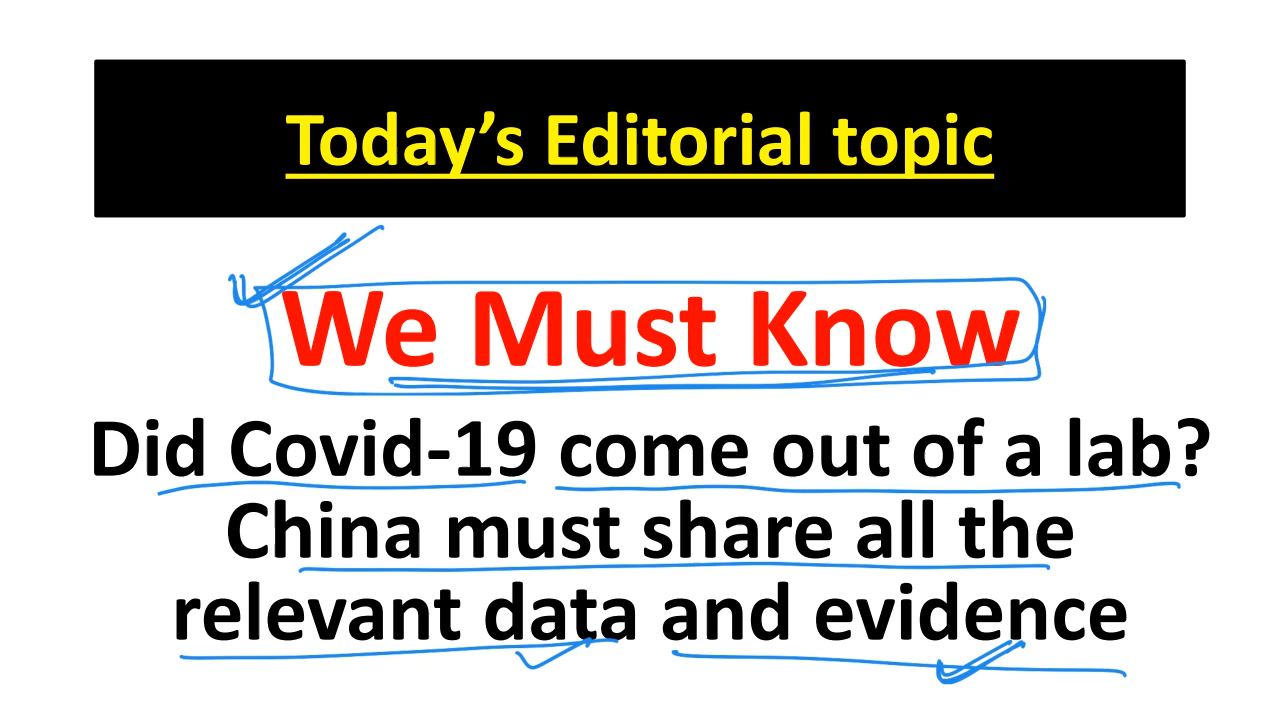 Today’s Editorial topic
We Must Know
Did Covid-19 come out of a lab?
China must share all the
relevant data and evidence